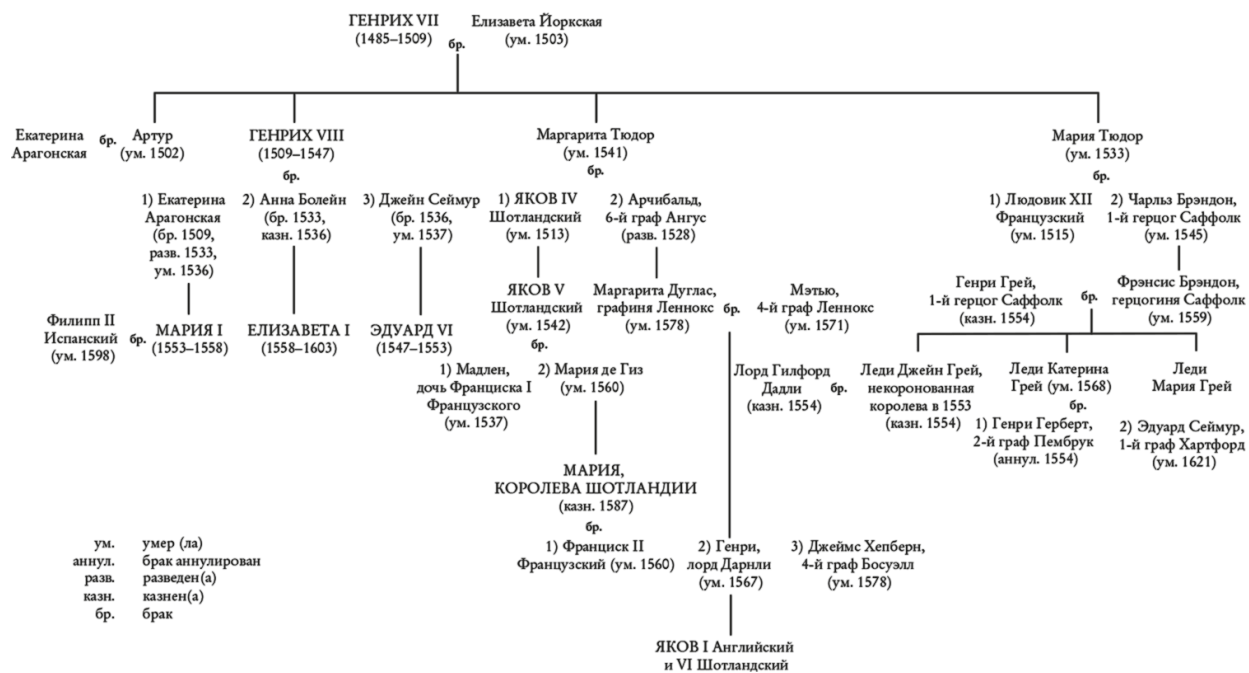 ГЕНРИХ VII
(1485–1509)
бр.
Елизавета Йоркская
(ум. 1503)
Екатерина
Арагонская
бр.
Артур
(ум. 1502)
ГЕНРИХ VIII
(1509–1547)
бр.
Маргарита Тюдор
(ум. 1541)
бр.
Мария Тюдор
(ум. 1533)
бр.
1) Екатерина
Арагонская
(бр. 1509,
разв. 1533,
ум. 1536)
2) Анна Болейн
(бр. 1533,
казн. 1536)
3) Джейн Сеймур
(бр. 1536,
ум. 1537)
1) ЯКОВ IV
Шотландский
(ум. 1513)
2) Арчибальд,
6-й граф Ангус
(разв. 1528)
1) Людовик XII
Французский
(ум. 1515)
2) Чарльз Брэндон,
1-й герцог Саффолк
(ум. 1545)
Филипп II
Испанский
(ум. 1598)
бр.
МАРИЯ I
(1553–1558)
ЕЛИЗАВЕТА I
(1558–1603)
ЭДУАРД VI
(1547–1553)
ЯКОВ V
Шотландский
(ум. 1542)
бр.
Маргарита Дуглас,
графиня Леннокс
(ум. 1578)
бр.
Мэтью,
4-й граф Леннокс
(ум. 1571)
Генри Грей,
1-й герцог Саффолк
(казн. 1554)
бр.
Фрэнсис Брэндон,
герцогиня Саффолк
(ум. 1559)
1) Мадлен,
дочь Франциска I
Французского
(ум. 1537)
2) Мария де Гиз
(ум. 1560)
Лорд Гилфорд
Дадли
(казн. 1554)
бр.
Леди Джейн Грей,
некоронованная
королева в 1553
(казн. 1554)
Леди Катерина
Грей (ум. 1568)
бр.
Леди
Мария Грей
1) Генри Герберт,
2-й граф Пембрук
(аннул. 1554)
2) Эдуард Сеймур,
1-й граф Хартфорд
(ум. 1621)
МАРИЯ,
КОРОЛЕВА ШОТЛАНДИИ
(казн. 1587)
бр.
1) Франциск II
Французский (ум. 1560)
2) Генри,
лорд Дарнли
(ум. 1567)
3) Джеймс Хепберн,
4-й граф Босуэлл
(ум. 1578)
ЯКОВ I Английский
и VI Шотландский
ум. умер (ла)
аннул. брак аннулирован
разв. разведен(а)
казн. казнен(а)
бр. брак